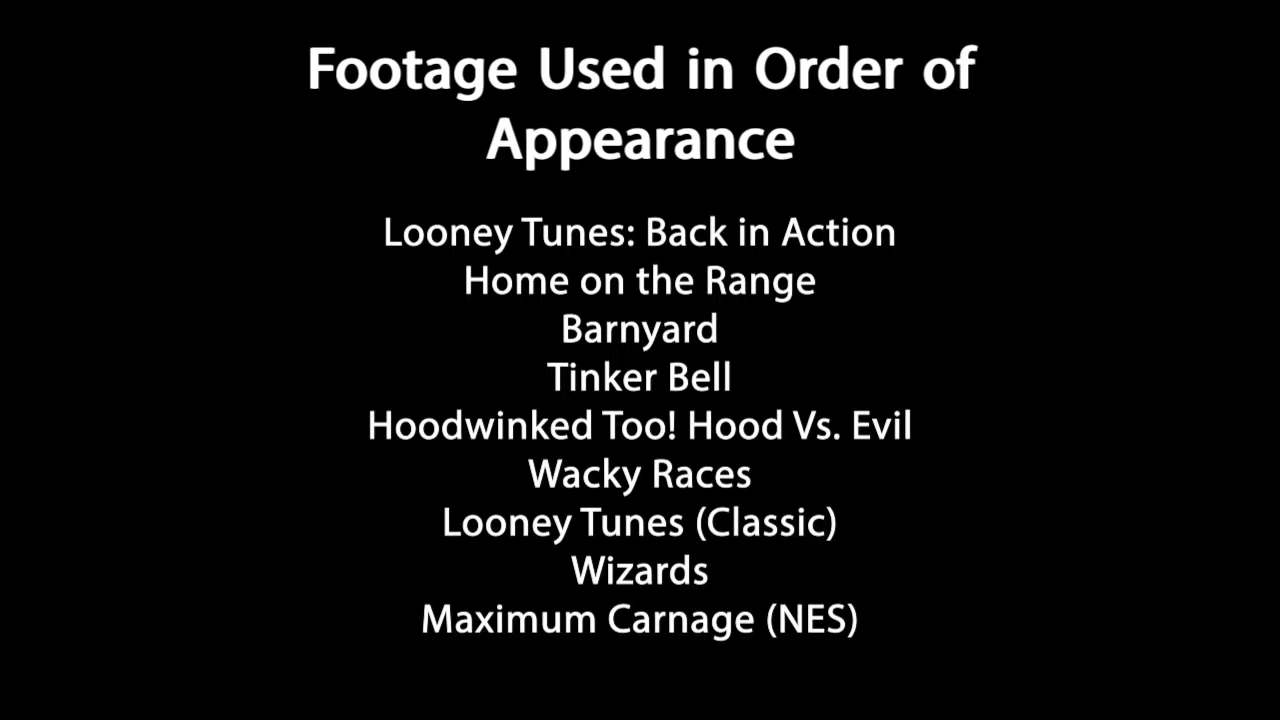 Footage Used in Order of
Appearance
Looney Tunes: Back in Action
Home on the Range
Barnyard
Tinker Bell
Hoodwinked Too! Hood Vs. Evil
Wacky Races
Looney Tunes (Classic)
Wizards
Maximum Carnage (NES)